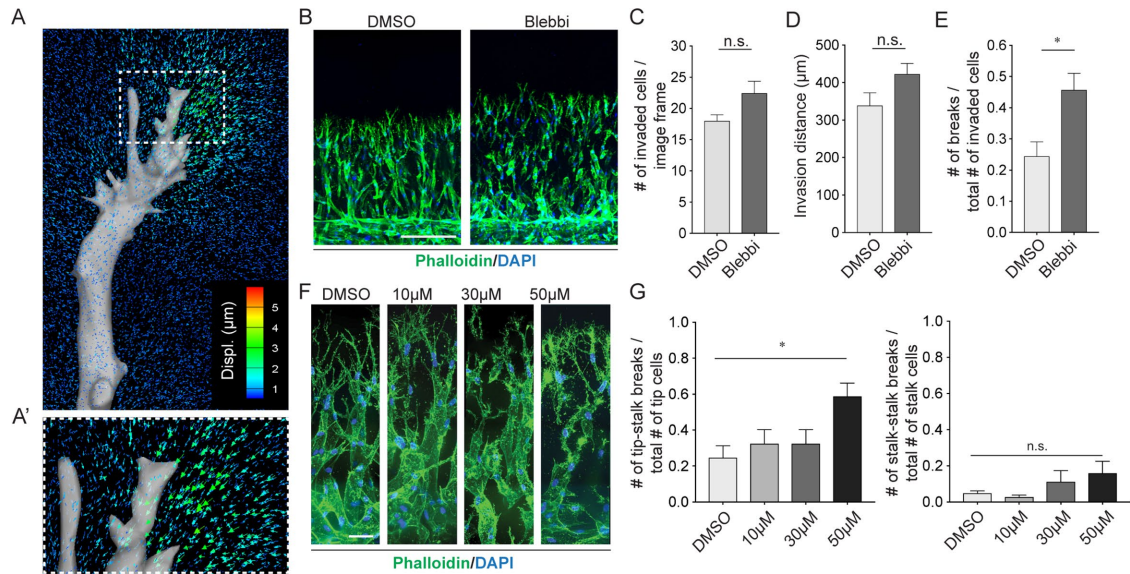 A
Displ. (µm)
5
4
3
2
1
A'
B
DMSO
Blebbi
Phalloidin/DAPI
C
# of invaded cells /
image frame
30
25
20
15
10
5
0
n.s.
DMSO
Blebbi
D
Invasion distance (µm)
500
400
300
200
100
0
n.s.
DMSO
Blebbi
E
# of breaks /
total # of invaded cells
0.6
0.5
0.4
0.3
0.2
0.1
0.0
*
DMSO
Blebbi
F
DMSO
10µM
30µM
50µM
Phalloidin/DAPI
G
# of tip-stalk breaks /
total # of tip cells
1.0
0.8
0.6
0.4
0.2
0.0
*
DMSO
10µM
30µM
50µM
# of stalk-stalk breaks /
total # of stalk cells
1.0
0.8
0.6
0.4
0.2
0.0
n.s.
DMSO
10µM
30µM
50µM